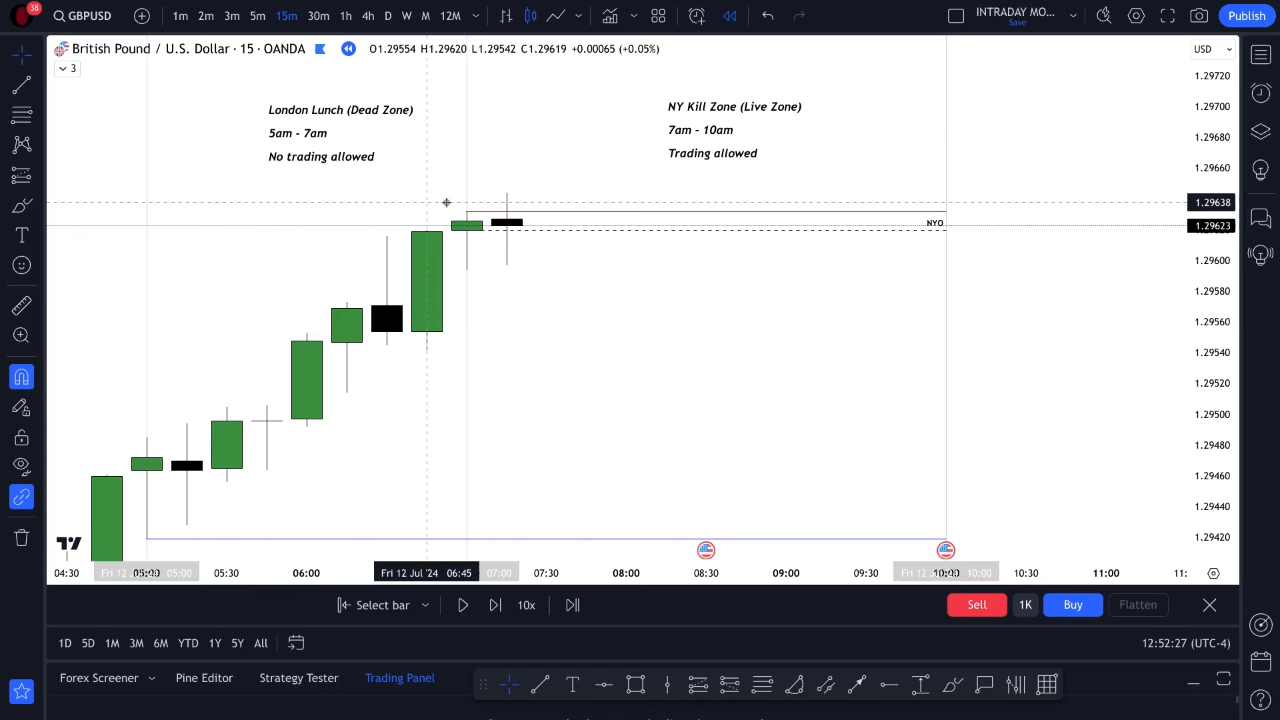 38
GBPUSD
1m 2m 3m 5m 15m 30m 1h 4h D W M 12M
INTRADAY MO...
Save
Publish
British Pound / U.S. Dollar · 15 · OANDA
O1.29554 H1.29620 L1.29542 C1.29619 +0.00065 (+0.05%)
USD
3
1.29720
London Lunch (Dead Zone)
NY Kill Zone (Live Zone)
1.29700
5am - 7am
7am - 10am
1.29680
No trading allowed
Trading allowed
1.29660
1.29638
NYO
1.29623
1.29600
1.29580
1.29560
1.29540
1.29520
1.29500
1.29480
1.29460
1.29440
1.29420
04:30 05:00 05:30 06:00 Fri 12 Jul '24 06:45 07:00 07:30 08:00 08:30 09:00 09:30 10:00 10:30 11:00 11:
Select bar 10x
Sell 1K Buy Flatten
1D 5D 1M 3M 6M YTD 1Y 5Y All
12:52:27 (UTC-4)
Forex Screener Pine Editor Strategy Tester Trading Panel